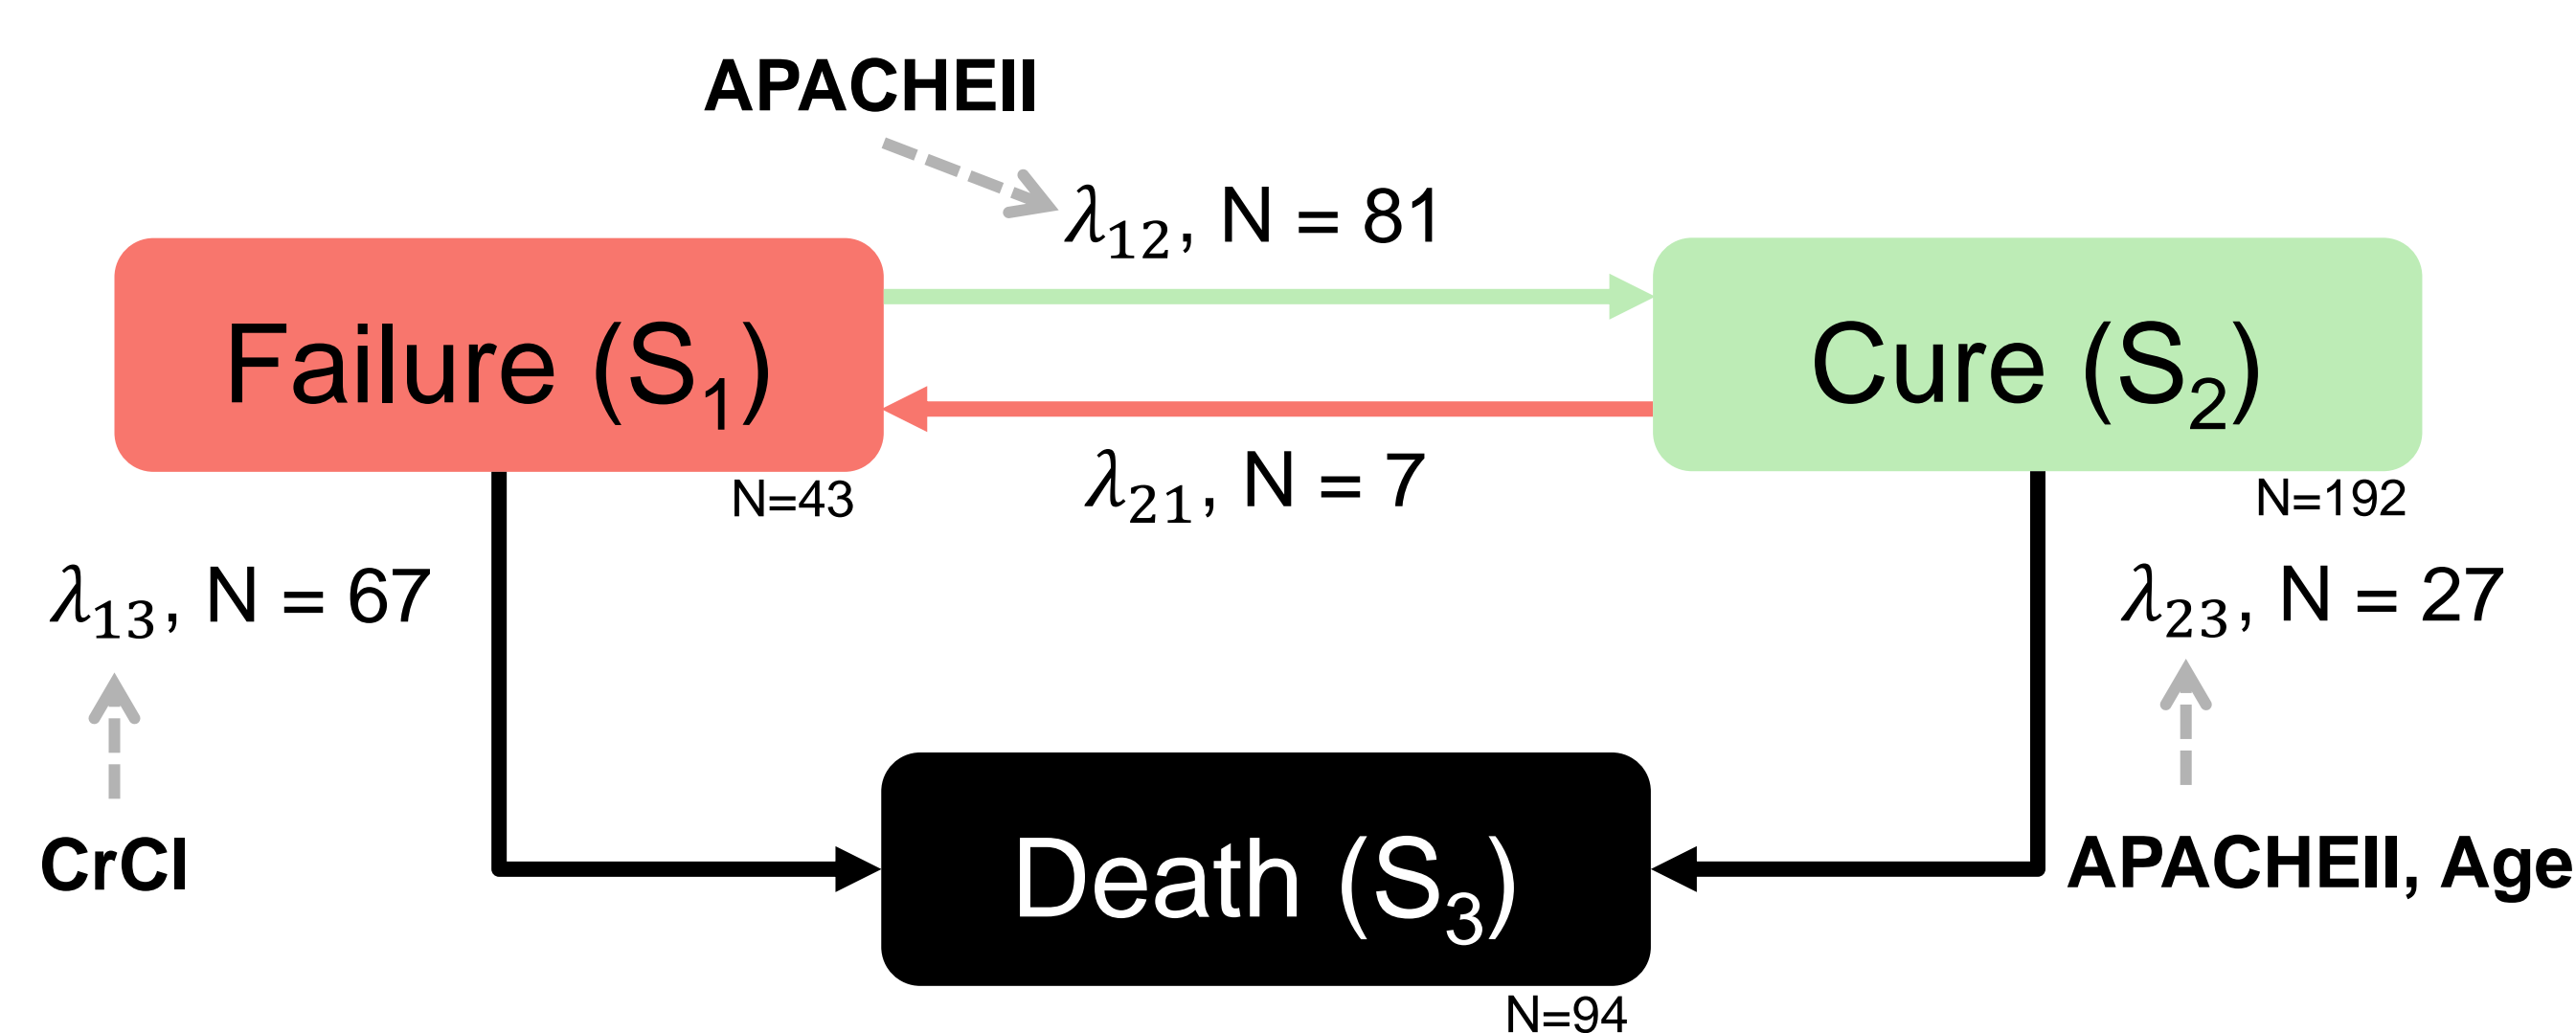 APACHEII
λ₁₂, N = 81
Failure (S₁)
Cure (S₂)
λ₂₁, N = 7
N=43
N=192
λ₁₃, N = 67
λ₂₃, N = 27
CrCl
Death (S₃)
APACHEII, Age
N=94